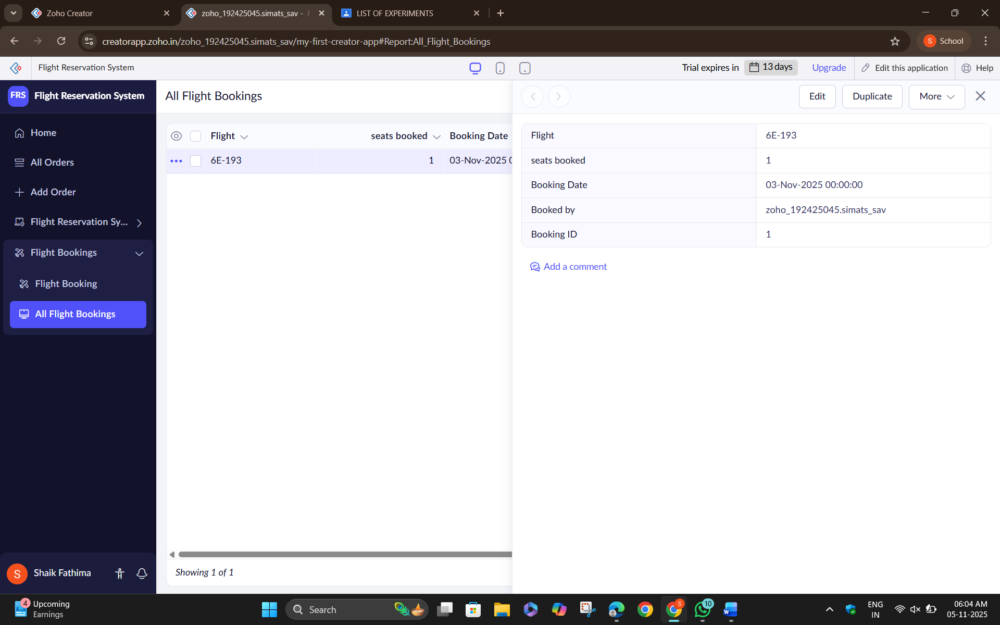 Zoho Creator
zoho_192425045.simats_sav -
LIST OF EXPERIMENTS
creatorapp.zoho.in/zoho_192425045.simats_sav/my-first-creator-app#Report:All_Flight_Bookings
S School
Flight Reservation System
Trial expires in 13 days
Upgrade
Edit this application
Help
FRS Flight Reservation System
Home
All Orders
Add Order
Flight Reservation Sy...
Flight Bookings
Flight Booking
All Flight Bookings
S Shaik Fathima
All Flight Bookings
Flight seats booked Booking Date
6E-193 1 03-Nov-2025 0
Showing 1 of 1
Edit Duplicate More
Flight 6E-193
seats booked 1
Booking Date 03-Nov-2025 00:00:00
Booked by zoho_192425045.simats_sav
Booking ID 1
Add a comment
4 Upcoming
Earnings
Search
S
10
W
ENG
IN
06:04 AM
05-11-2025